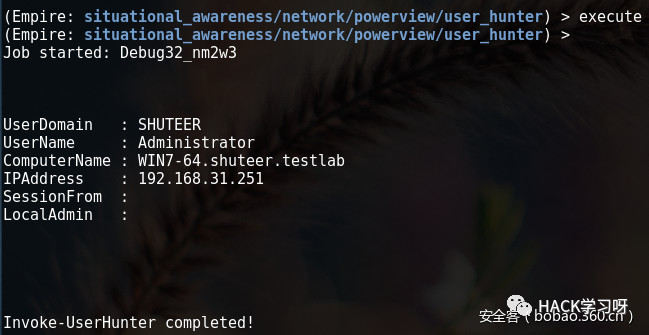 (Empire: situational_awareness/network/powerview/user_hunter) > execute
(Empire: situational_awareness/network/powerview/user_hunter) >
Job started: Debug32_nm2w3
UserDomain : SHUTEER
UserName : Administrator
ComputerName : WIN7-64.shuteer.testlab
IPAddress : 192.168.31.251
SessionFrom :
LocalAdmin :
Invoke-UserHunter completed!
HACK学习呀
安全客（bobao.360.cn）